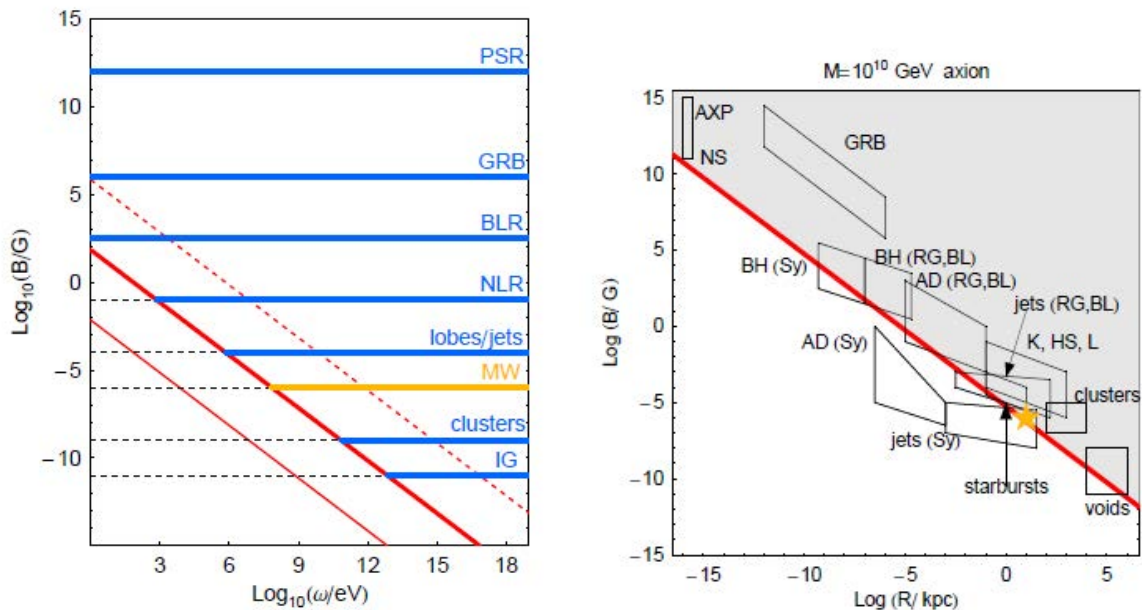 15
10
5
0
−5
−10
Log₁₀(B/G)
PSR
GRB
BLR
NLR
lobes/jets
MW
clusters
IG
3 6 9 12 15 18
Log₁₀(ω/eV)
M=10¹⁰ GeV axion
15
10
5
0
−5
−10
−15
Log (B/ G)
AXP
NS
GRB
BH (Sy)
BH (RG,BL)
AD (RG,BL)
jets (RG,BL)
AD (Sy)
K, HS, L
clusters
jets (Sy)
starbursts
voids
−15 −10 −5 0 5
Log (R/ kpc)